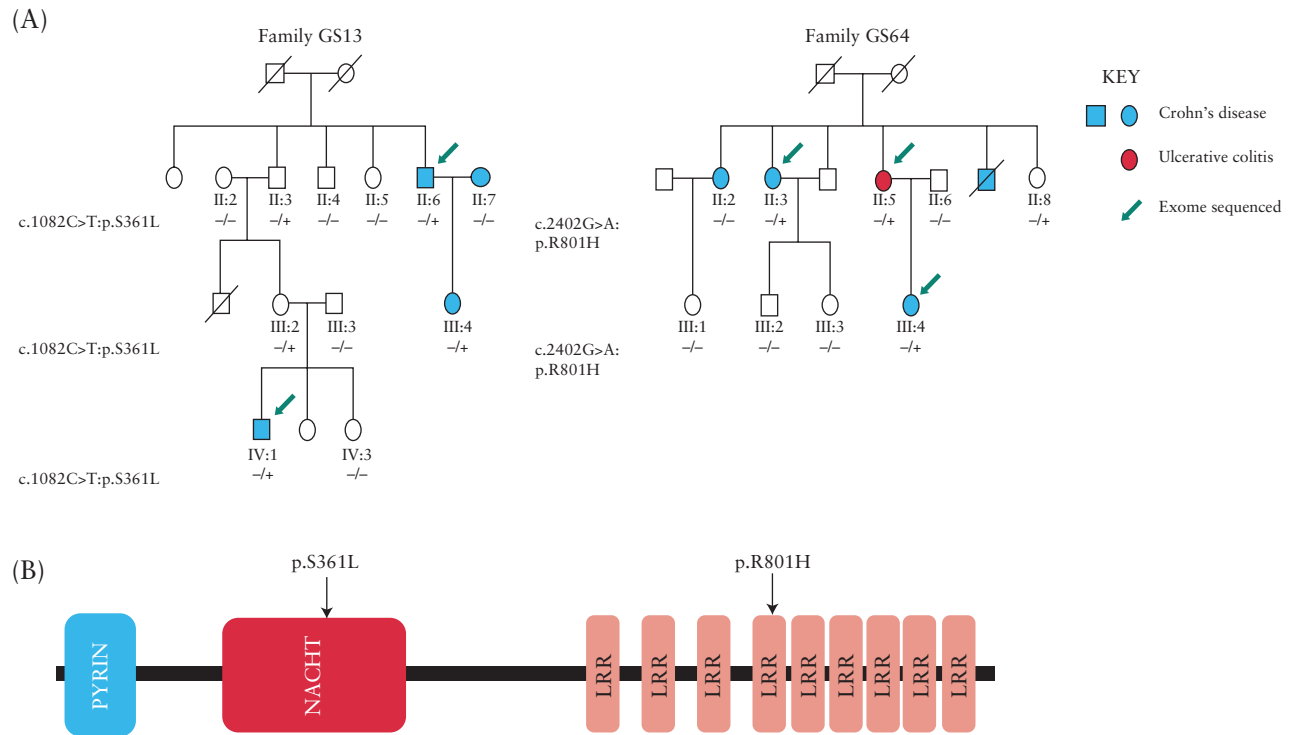 (A)
Family GS13
Family GS64
KEY
Crohn's disease
Ulcerative colitis
Exome sequenced
II:2 II:3 II:4 II:5 II:6 II:7
–/– –/+ –/– –/– –/+ –/–
c.1082C>T:p.S361L
II:2 II:3 II:5 II:6 II:8
–/– –/+ –/+ –/– –/+
c.2402G>A:
p.R801H
III:2 III:3 III:4
–/+ –/– –/+
c.1082C>T:p.S361L
III:1 III:2 III:3 III:4
–/– –/– –/– –/+
c.2402G>A:
p.R801H
IV:1 IV:3
–/+ –/–
c.1082C>T:p.S361L
(B)
p.S361L
p.R801H
PYRIN
NACHT
LRR
LRR
LRR
LRR
LRR
LRR
LRR
LRR
LRR